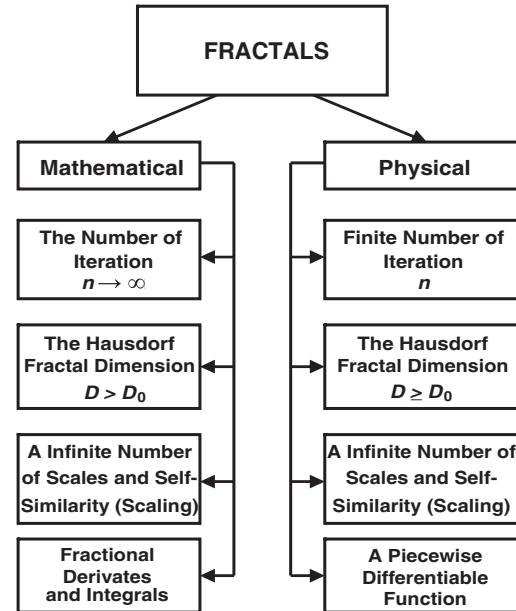 FRACTALS
Mathematical
The Number of
Iteration
n → ∞
The Hausdorf
Fractal Dimension
D > D₀
A Infinite Number
of Scales and Self-
Similarity (Scaling)
Fractional
Derivates
and Integrals
Physical
Finite Number of
Iteration
n
The Hausdorf
Fractal Dimension
D ≥ D₀
A Infinite Number of
Scales and Self-
Similarity (Scaling)
A Piecewise
Differentiable
Function